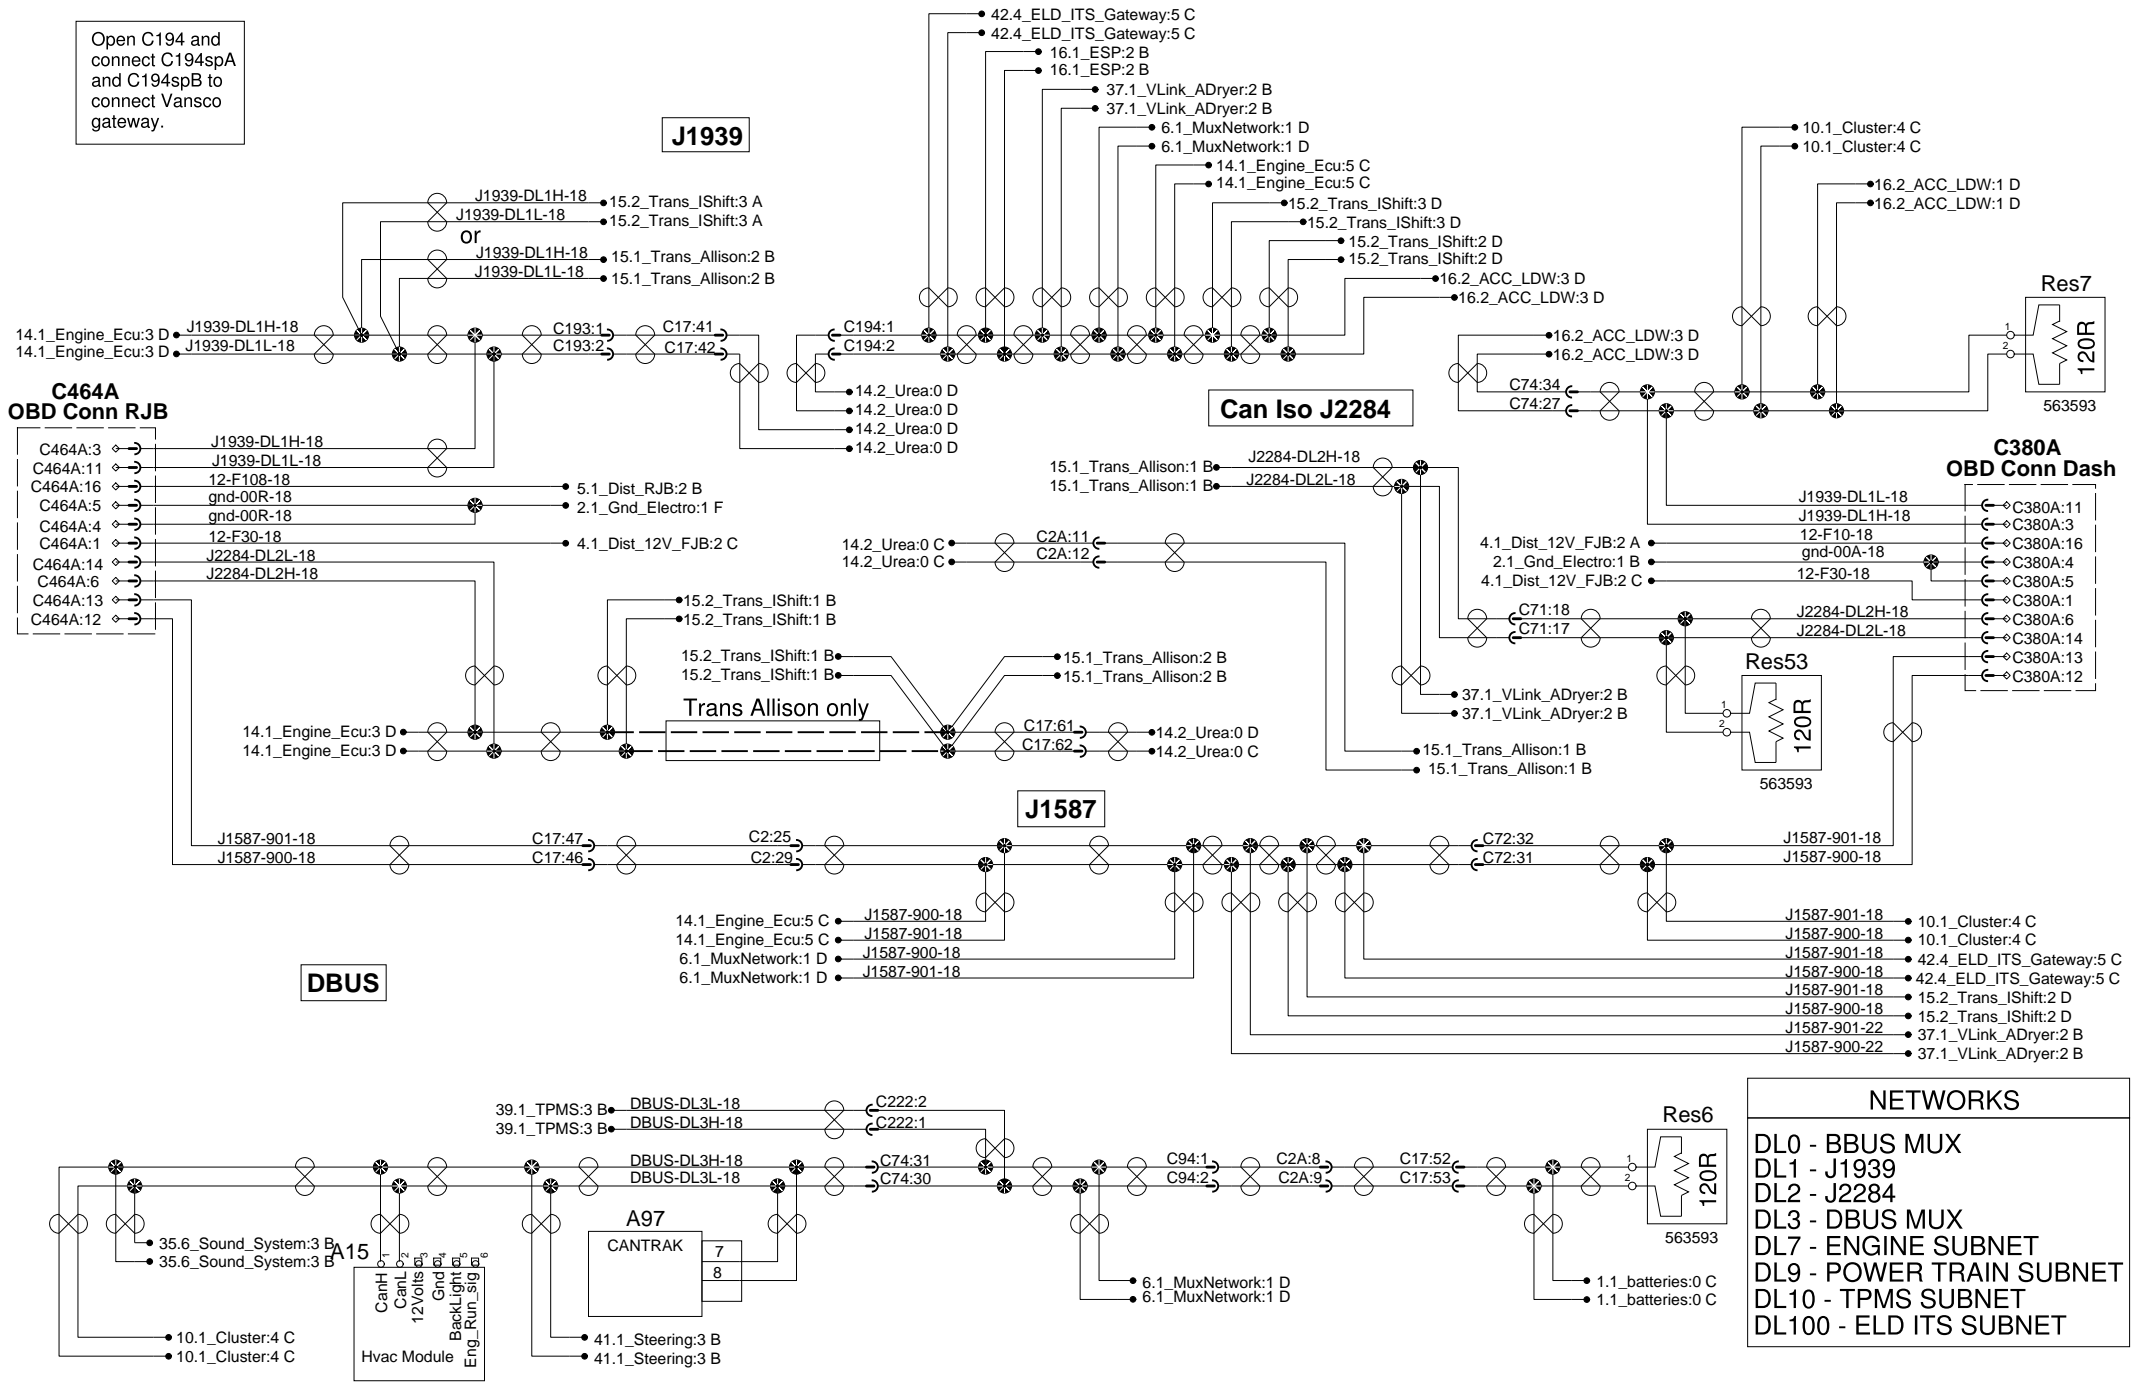 Open C194 and
connect C194spA
and C194spB to
connect Vansco
gateway.
J1939
42.4_ELD_ITS_Gateway:5 C
42.4_ELD_ITS_Gateway:5 C
16.1_ESP:2 B
16.1_ESP:2 B
37.1_VLink_ADryer:2 B
37.1_VLink_ADryer:2 B
6.1_MuxNetwork:1 D
6.1_MuxNetwork:1 D
14.1_Engine_Ecu:5 C
14.1_Engine_Ecu:5 C
15.2_Trans_IShift:3 D
15.2_Trans_IShift:3 D
15.2_Trans_IShift:2 D
15.2_Trans_IShift:2 D
16.2_ACC_LDW:3 D
16.2_ACC_LDW:3 D
10.1_Cluster:4 C
10.1_Cluster:4 C
16.2_ACC_LDW:1 D
16.2_ACC_LDW:1 D
J1939-DL1H-18
15.2_Trans_IShift:3 A
J1939-DL1L-18
15.2_Trans_IShift:3 A
or
J1939-DL1H-18
15.1_Trans_Allison:2 B
J1939-DL1L-18
15.1_Trans_Allison:2 B
14.1_Engine_Ecu:3 D
J1939-DL1H-18
C193:1
C17:41
C194:1
14.1_Engine_Ecu:3 D
J1939-DL1L-18
C193:2
C17:42
C194:2
14.2_Urea:0 D
14.2_Urea:0 D
14.2_Urea:0 D
14.2_Urea:0 D
16.2_ACC_LDW:3 D
16.2_ACC_LDW:3 D
C74:34
C74:27
Res7
1
2
120R
563593
C464A
OBD Conn RJB
C464A:3
J1939-DL1H-18
C464A:11
J1939-DL1L-18
C464A:16
12-F108-18
5.1_Dist_RJB:2 B
C464A:5
gnd-00R-18
2.1_Gnd_Electro:1 F
C464A:4
gnd-00R-18
C464A:1
12-F30-18
4.1_Dist_12V_FJB:2 C
C464A:14
J2284-DL2L-18
C464A:6
J2284-DL2H-18
C464A:13
C464A:12
Can Iso J2284
15.1_Trans_Allison:1 B
J2284-DL2H-18
15.1_Trans_Allison:1 B
J2284-DL2L-18
14.2_Urea:0 C
C2A:11
14.2_Urea:0 C
C2A:12
C380A
OBD Conn Dash
J1939-DL1L-18
C380A:11
J1939-DL1H-18
C380A:3
4.1_Dist_12V_FJB:2 A
12-F10-18
C380A:16
2.1_Gnd_Electro:1 B
gnd-00A-18
C380A:4
4.1_Dist_12V_FJB:2 C
12-F30-18
C380A:5
C380A:1
C71:18
J2284-DL2H-18
C380A:6
C71:17
J2284-DL2L-18
C380A:14
C380A:13
C380A:12
Res53
1
2
120R
563593
15.2_Trans_IShift:1 B
15.2_Trans_IShift:1 B
15.2_Trans_IShift:1 B
15.2_Trans_IShift:1 B
15.1_Trans_Allison:2 B
15.1_Trans_Allison:2 B
Trans Allison only
14.1_Engine_Ecu:3 D
C17:61
14.2_Urea:0 D
14.1_Engine_Ecu:3 D
C17:62
14.2_Urea:0 C
37.1_VLink_ADryer:2 B
37.1_VLink_ADryer:2 B
15.1_Trans_Allison:1 B
15.1_Trans_Allison:1 B
J1587
J1587-901-18
C17:47
C2:25
C72:32
J1587-901-18
J1587-900-18
C17:46
C2:29
C72:31
J1587-900-18
14.1_Engine_Ecu:5 C
J1587-900-18
14.1_Engine_Ecu:5 C
J1587-901-18
6.1_MuxNetwork:1 D
J1587-900-18
6.1_MuxNetwork:1 D
J1587-901-18
J1587-901-18
10.1_Cluster:4 C
J1587-900-18
10.1_Cluster:4 C
J1587-901-18
42.4_ELD_ITS_Gateway:5 C
J1587-900-18
42.4_ELD_ITS_Gateway:5 C
J1587-901-18
15.2_Trans_IShift:2 D
J1587-900-18
15.2_Trans_IShift:2 D
J1587-901-22
37.1_VLink_ADryer:2 B
J1587-900-22
37.1_VLink_ADryer:2 B
DBUS
39.1_TPMS:3 B
DBUS-DL3L-18
C222:2
39.1_TPMS:3 B
DBUS-DL3H-18
C222:1
DBUS-DL3H-18
C74:31
C94:1
C2A:8
C17:52
DBUS-DL3L-18
C74:30
C94:2
C2A:9
C17:53
Res6
1
2
120R
563593
35.6_Sound_System:3 B
35.6_Sound_System:3 B
A15
1
2
3
4
5
6
CanH
CanL
12Volts
Gnd
BackLight
Eng_Run_sig
Hvac Module
10.1_Cluster:4 C
10.1_Cluster:4 C
A97
CANTRAK
7
8
41.1_Steering:3 B
41.1_Steering:3 B
6.1_MuxNetwork:1 D
6.1_MuxNetwork:1 D
1.1_batteries:0 C
1.1_batteries:0 C
NETWORKS
DL0 - BBUS MUX
DL1 - J1939
DL2 - J2284
DL3 - DBUS MUX
DL7 - ENGINE SUBNET
DL9 - POWER TRAIN SUBNET
DL10 - TPMS SUBNET
DL100 - ELD ITS SUBNET